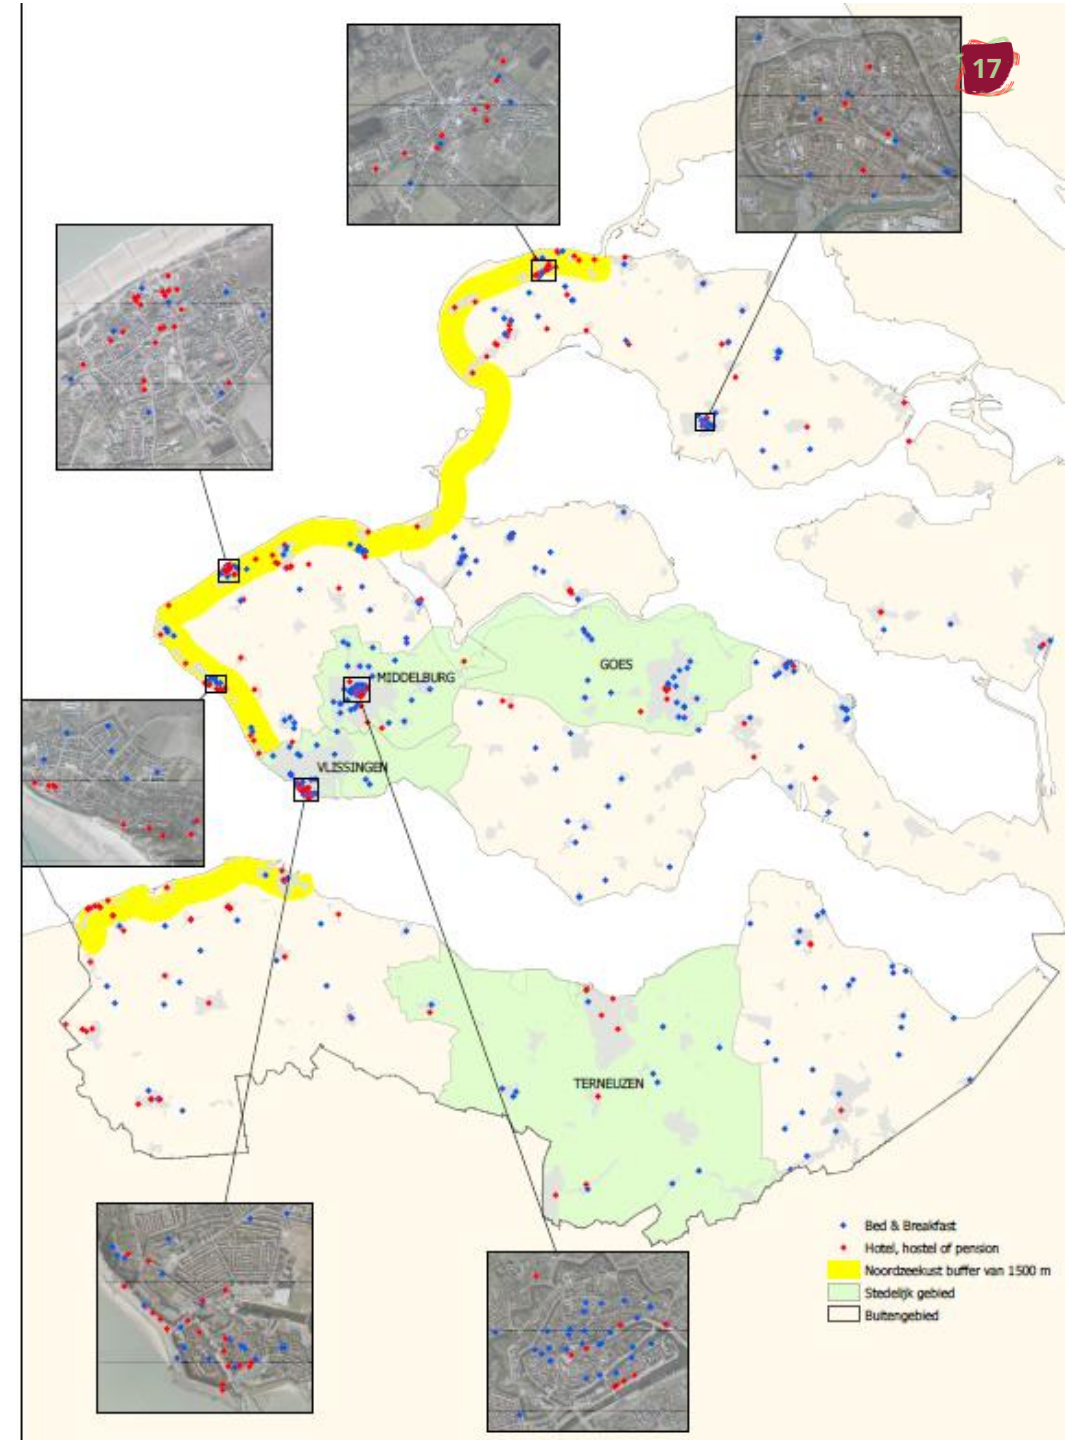 17
GOES
MIDDELBURG
VLISSINGEN
TERNEUZEN
Bed & Breakfast
Hotel, hostel of pension
Noordzeekust buffer van 1500 m
Stedelijk gebied
Buitengebied